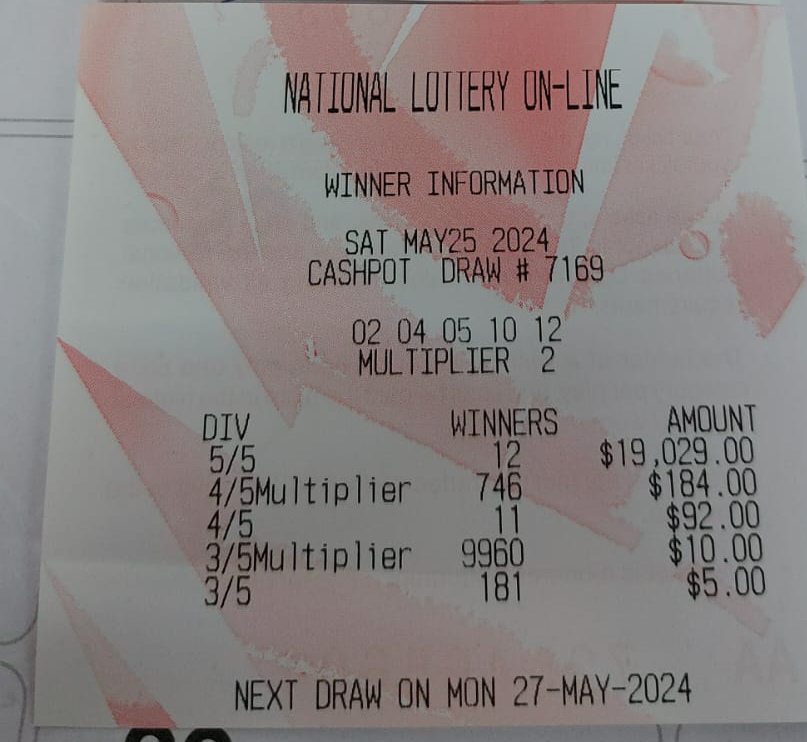 NATIONAL LOTTERY ON-LINE
WINNER INFORMATION
SAT MAY25 2024
CASHPOT DRAW # 7169
02 04 05 10 12
MULTIPLIER 2
DIV WINNERS AMOUNT
5/5 12 $19,029.00
4/5Multiplier 746 $184.00
4/5 11 $92.00
3/5Multiplier 9960 $10.00
3/5 181 $5.00
NEXT DRAW ON MON 27-MAY-2024